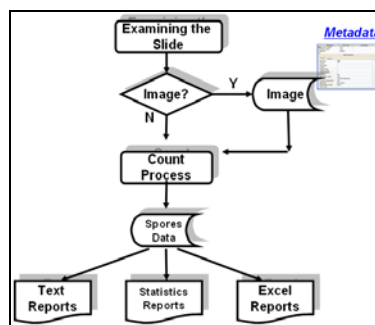 Examining the
Slide
Metadata
Image?
Y
Image
N
Count
Process
Spores
Data
Text
Reports
Statistics
Reports
Excel
Reports